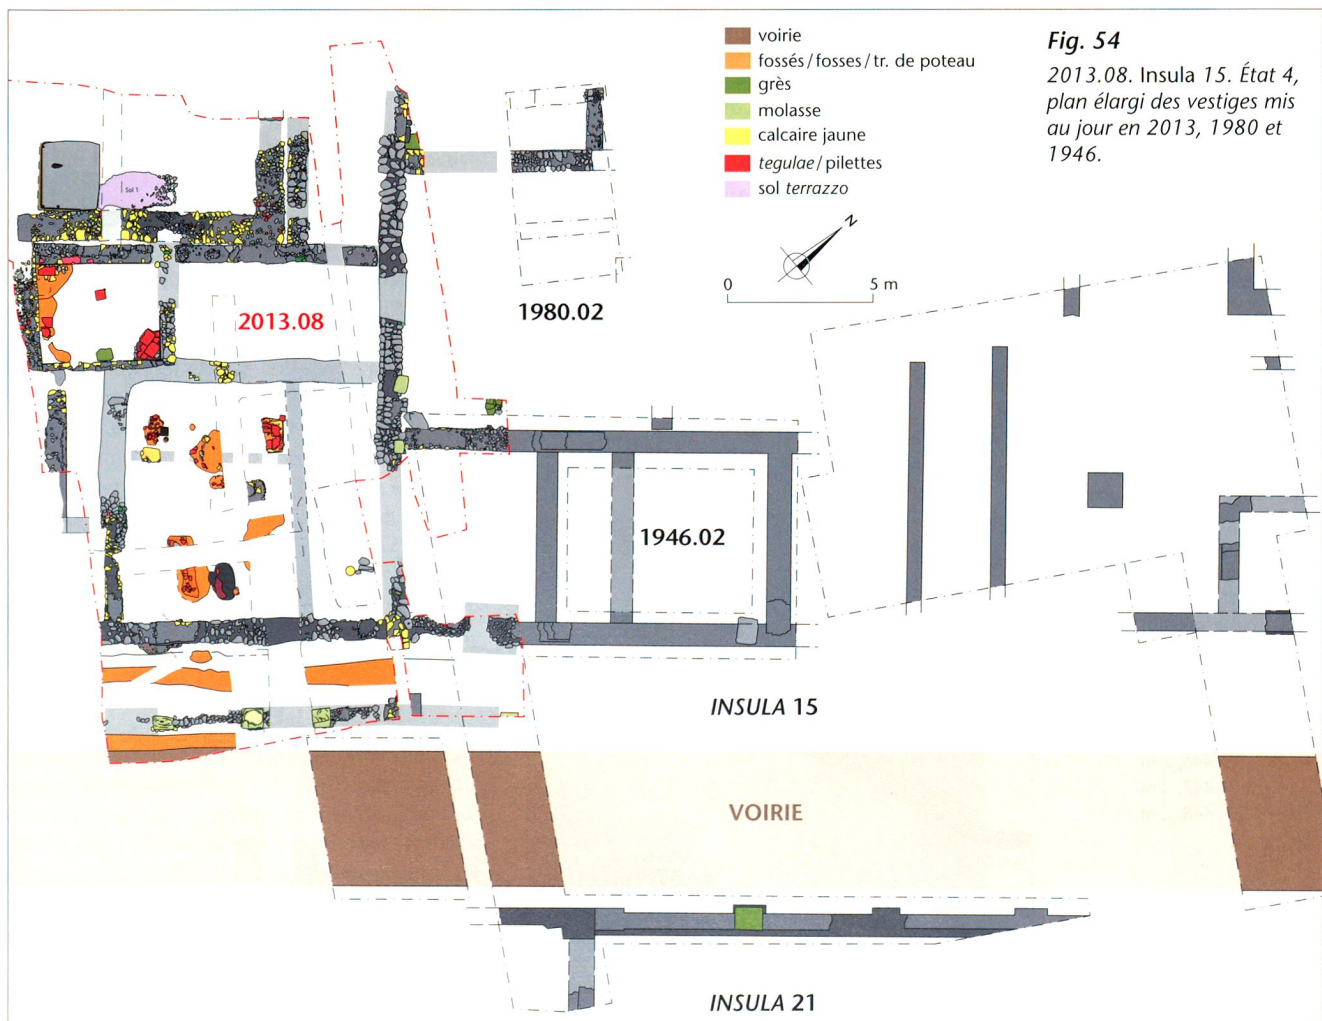 voirie
fossés/fosses/tr. de poteau
grès
molasse
calcaire jaune
tegulae/pilettes
sol terrazzo
Fig. 54
2013.08. Insula 15. État 4,
plan élargi des vestiges mis
au jour en 2013, 1980 et
1946.
Sol 1
N
0 5 m
2013.08
1980.02
1946.02
INSULA 15
VOIRIE
INSULA 21